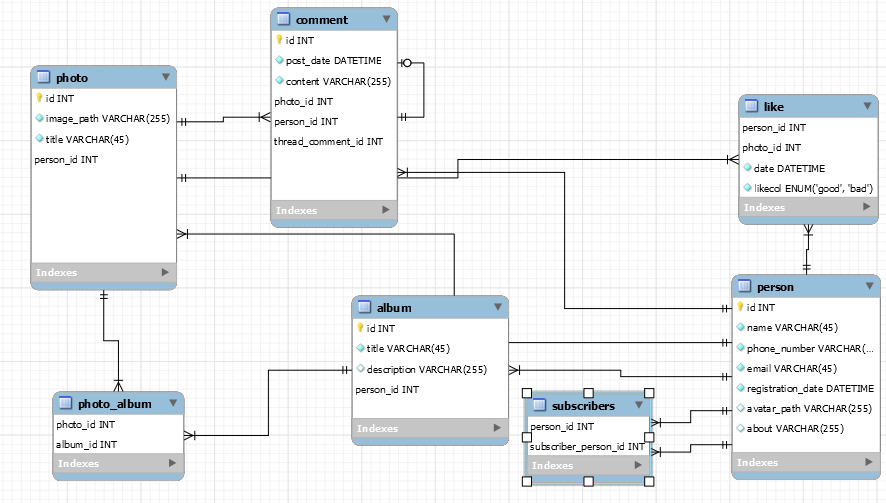 comment
id INT
post_date DATETIME
content VARCHAR(255)
photo_id INT
person_id INT
thread_comment_id INT
Indexes
photo
id INT
image_path VARCHAR(255)
title VARCHAR(45)
person_id INT
Indexes
like
person_id INT
photo_id INT
date DATETIME
likecol ENUM('good', 'bad')
Indexes
album
id INT
title VARCHAR(45)
description VARCHAR(255)
person_id INT
Indexes
person
id INT
name VARCHAR(45)
phone_number VARCHAR(...
email VARCHAR(45)
registration_date DATETIME
avatar_path VARCHAR(255)
about VARCHAR(255)
Indexes
photo_album
photo_id INT
album_id INT
Indexes
subscribers
person_id INT
subscriber_person_id INT
Indexes